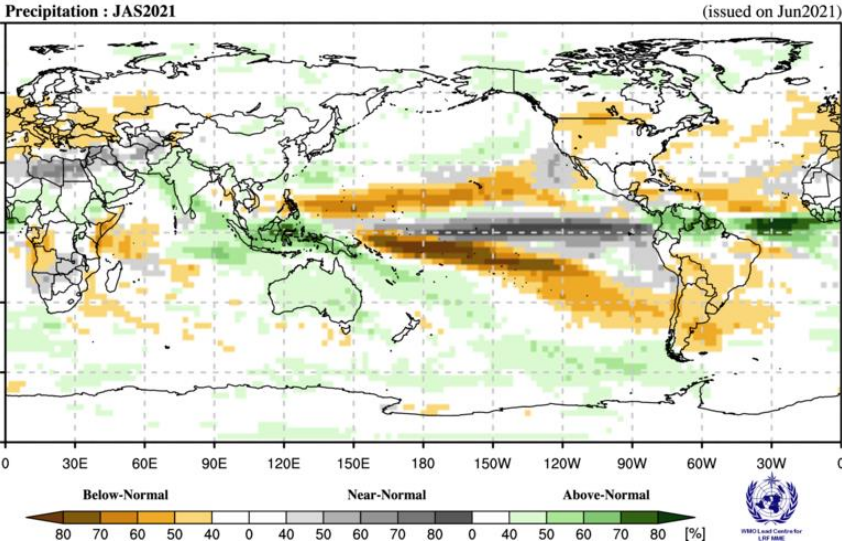 Precipitation : JAS2021 (issued on Jun2021)
0 30E 60E 90E 120E 150E 180 150W 120W 90W 60W 30W 0
Below-Normal Near-Normal Above-Normal
80 70 60 50 40 0 40 50 60 70 80 0 40 50 60 70 80 [%]
WMO Lead Centre for
LRF MME